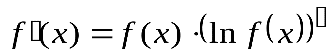 f▯(x) = f(x) ·(ln f(x))▯